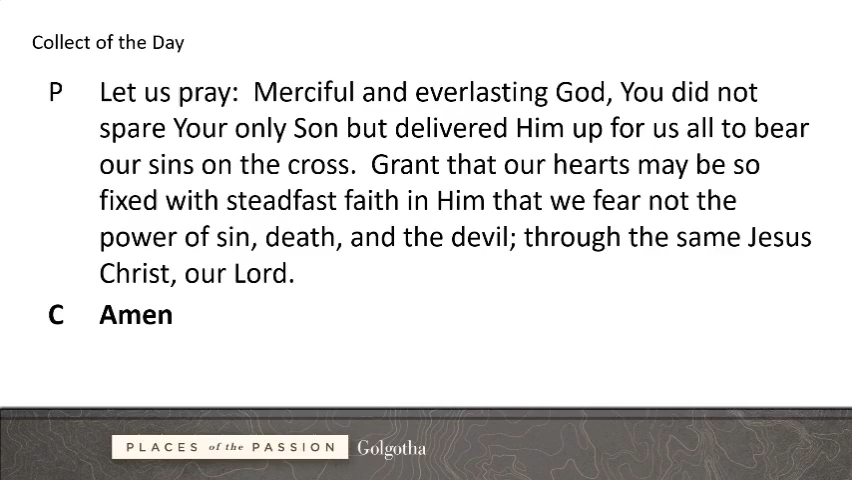 Collect of the Day
P Let us pray:  Merciful and everlasting God, You did not
spare Your only Son but delivered Him up for us all to bear
our sins on the cross.  Grant that our hearts may be so
fixed with steadfast faith in Him that we fear not the
power of sin, death, and the devil; through the same Jesus
Christ, our Lord.
C Amen
PLACES of the PASSION Golgotha